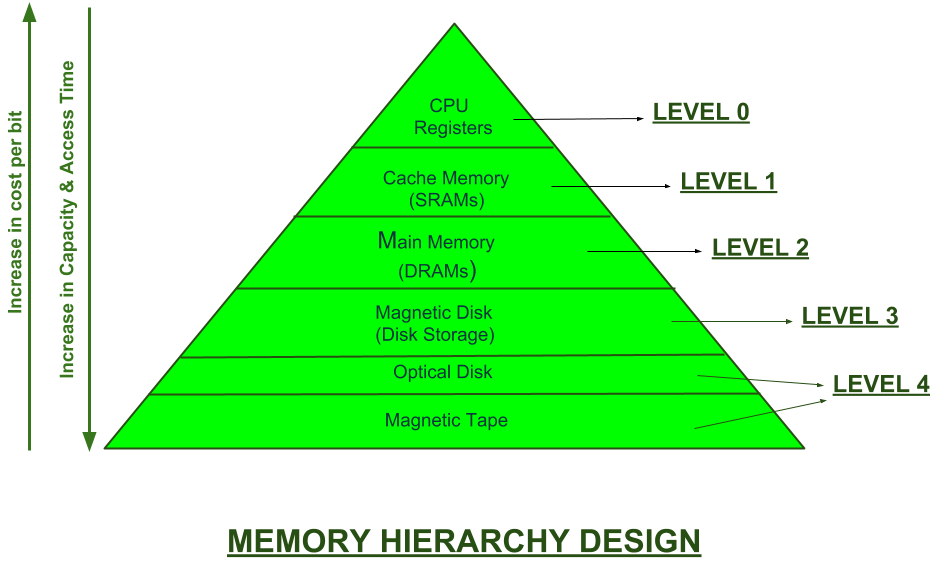 Increase in cost per bit
Increase in Capacity & Access Time
CPU
Registers
LEVEL 0
Cache Memory
(SRAMs)
LEVEL 1
Main Memory
(DRAMs)
LEVEL 2
Magnetic Disk
(Disk Storage)
LEVEL 3
Optical Disk
LEVEL 4
Magnetic Tape
MEMORY HIERARCHY DESIGN